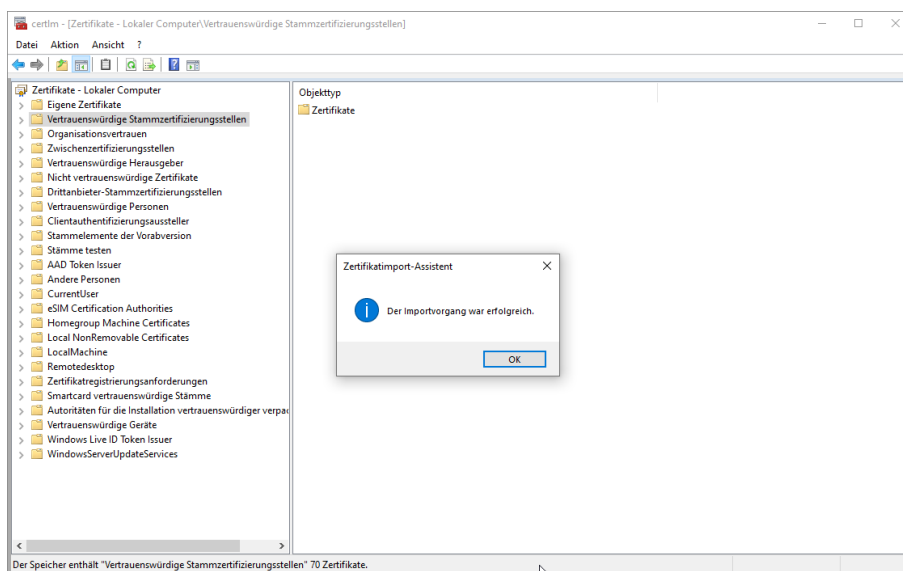 certlm - [Zertifikate - Lokaler Computer\Vertrauenswürdige Stammzertifizierungsstellen]
Datei Aktion Ansicht ?
Zertifikate - Lokaler Computer
Eigene Zertifikate
Vertrauenswürdige Stammzertifizierungsstellen
Organisationsvertrauen
Zwischenzertifizierungsstellen
Vertrauenswürdige Herausgeber
Nicht vertrauenswürdige Zertifikate
Drittanbieter-Stammzertifizierungsstellen
Vertrauenswürdige Personen
Clientauthentifizierungsaussteller
Stammelemente der Vorabversion
Stämme testen
AAD Token Issuer
Andere Personen
CurrentUser
eSIM Certification Authorities
Homegroup Machine Certificates
Local NonRemovable Certificates
LocalMachine
Remotedesktop
Zertifikatregistrierungsanforderungen
Smartcard vertrauenswürdige Stämme
Autoritäten für die Installation vertrauenswürdiger verpac
Vertrauenswürdige Geräte
Windows Live ID Token Issuer
WindowsServerUpdateServices
Objekttyp
Zertifikate
Zertifikatimport-Assistent
Der Importvorgang war erfolgreich.
OK
Der Speicher enthält "Vertrauenswürdige Stammzertifizierungsstellen" 70 Zertifikate.